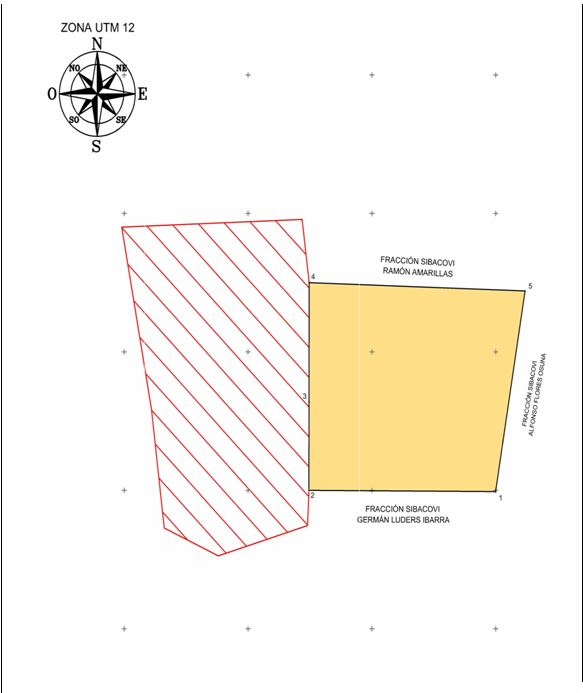 ZONA UTM 12
N
NO
NE
O
E
SO
SE
S
FRACCIÓN SIBACOVI
RAMÓN AMARILLAS
4
5
3
FRACCIÓN SIBACOVI
ALFONSO FLORES OSUNA
2
1
FRACCIÓN SIBACOVI
GERMÁN LUDERS IBARRA